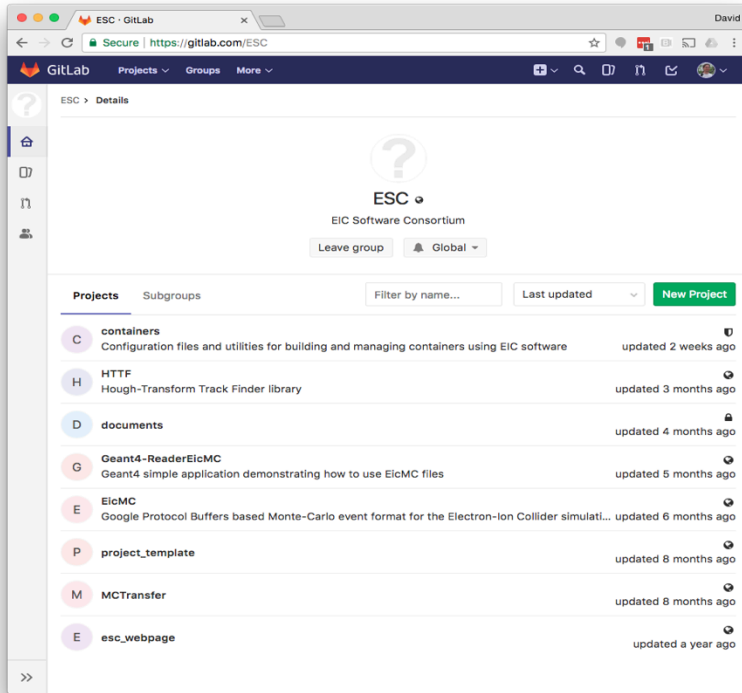 ESC · GitLab
David
Secure | https://gitlab.com/ESC
1
GitLab Projects Groups More
ESC > Details
?
?
ESC
EIC Software Consortium
Leave group Global
Projects Subgroups Filter by name... Last updated New Project
C containers
Configuration files and utilities for building and managing containers using EIC software updated 2 weeks ago
H HTTF
Hough-Transform Track Finder library updated 3 months ago
D documents
updated 4 months ago
G Geant4-ReaderEicMC
Geant4 simple application demonstrating how to use EicMC files updated 5 months ago
E EicMC
Google Protocol Buffers based Monte-Carlo event format for the Electron-Ion Collider simulati... updated 6 months ago
P project_template
updated 8 months ago
M MCTransfer
updated 8 months ago
E esc_webpage
updated a year ago